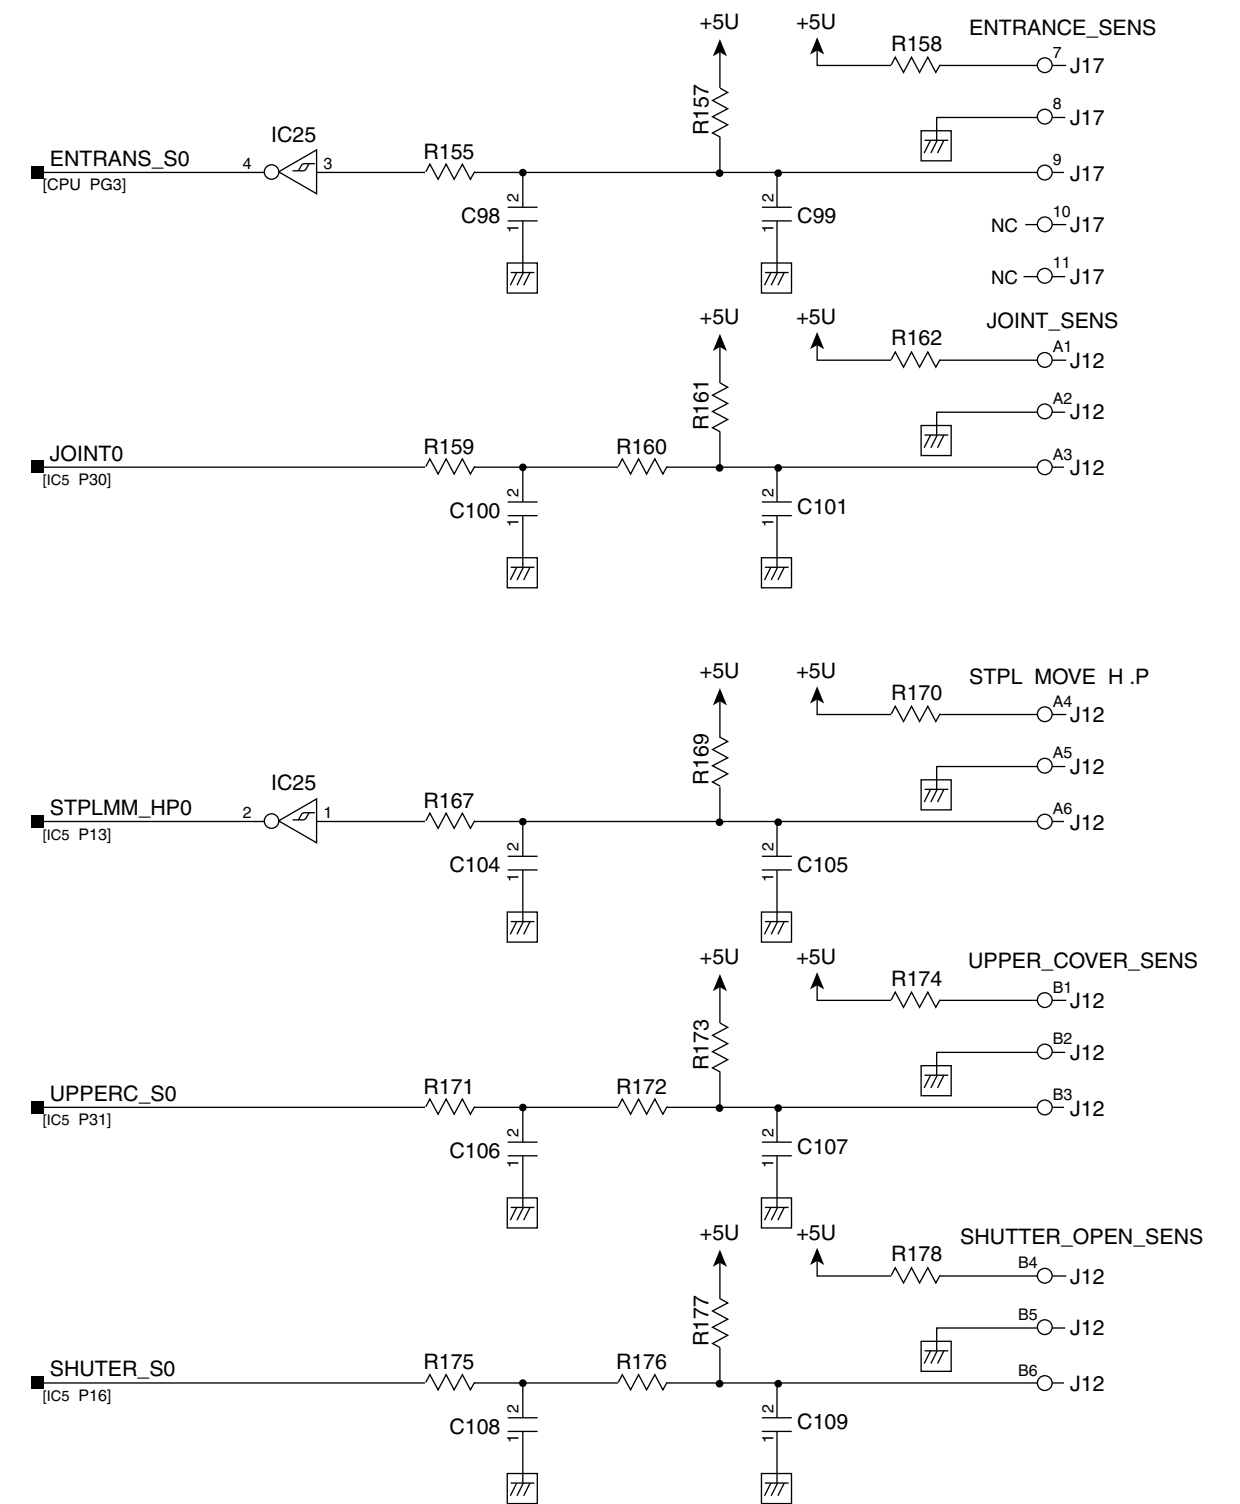 +5U +5U ENTRANCE_SENS
R158 7 J17
R157
8 J17
IC25
ENTRANS_S0 4 3 R155 9 J17
[CPU PG3]
C98 2 1 C99 2 1
NC 10 J17
NC 11 J17
+5U +5U JOINT_SENS
R162 A1 J12
R161
A2 J12
JOINT0 R159 R160 A3 J12
[IC5 P30]
C100 2 1 C101 2 1
+5U +5U STPL MOVE H .P
R170 A4 J12
R169
A5 J12
IC25
STPLMM_HP0 2 1 R167 A6 J12
[IC5 P13]
C104 2 1 C105 2 1
+5U +5U UPPER_COVER_SENS
R174 B1 J12
R173
B2 J12
UPPERC_S0 R171 R172 B3 J12
[IC5 P31]
C106 2 1 C107 2 1
+5U +5U SHUTTER_OPEN_SENS
R178 B4 J12
R177
B5 J12
SHUTER_S0 R175 R176 B6 J12
[IC5 P16]
C108 2 1 C109 2 1